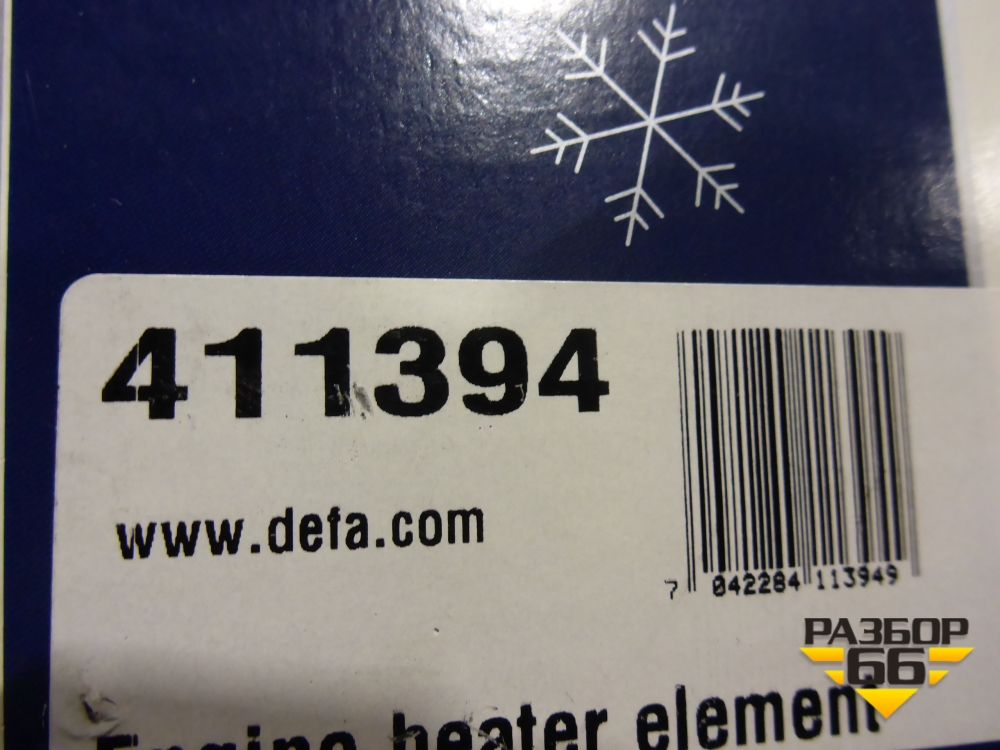 411394
www.defa.com
7 042284 113949
Engine heater element
РАЗБОР
66